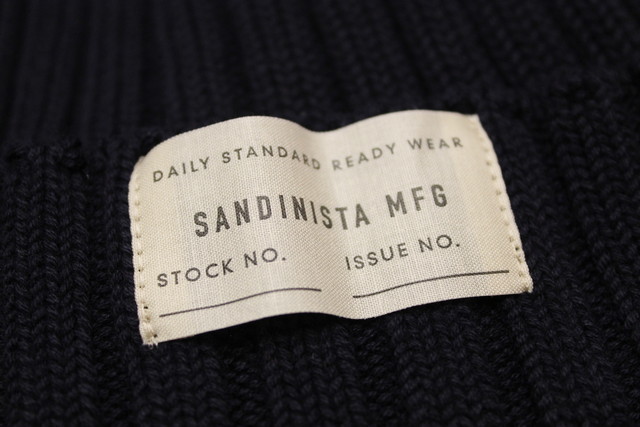 DAILY STANDARD READY WEAR
SANDINISTA MFG
STOCK NO. ISSUE NO.